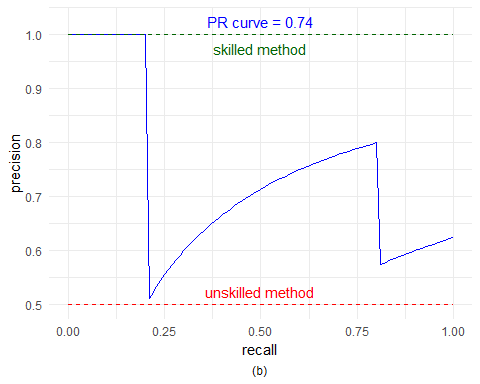 PR curve = 0.74
skilled method
unskilled method
precision
1.0
0.9
0.8
0.7
0.6
0.5
0.00 0.25 0.50 0.75 1.00
recall
(b)